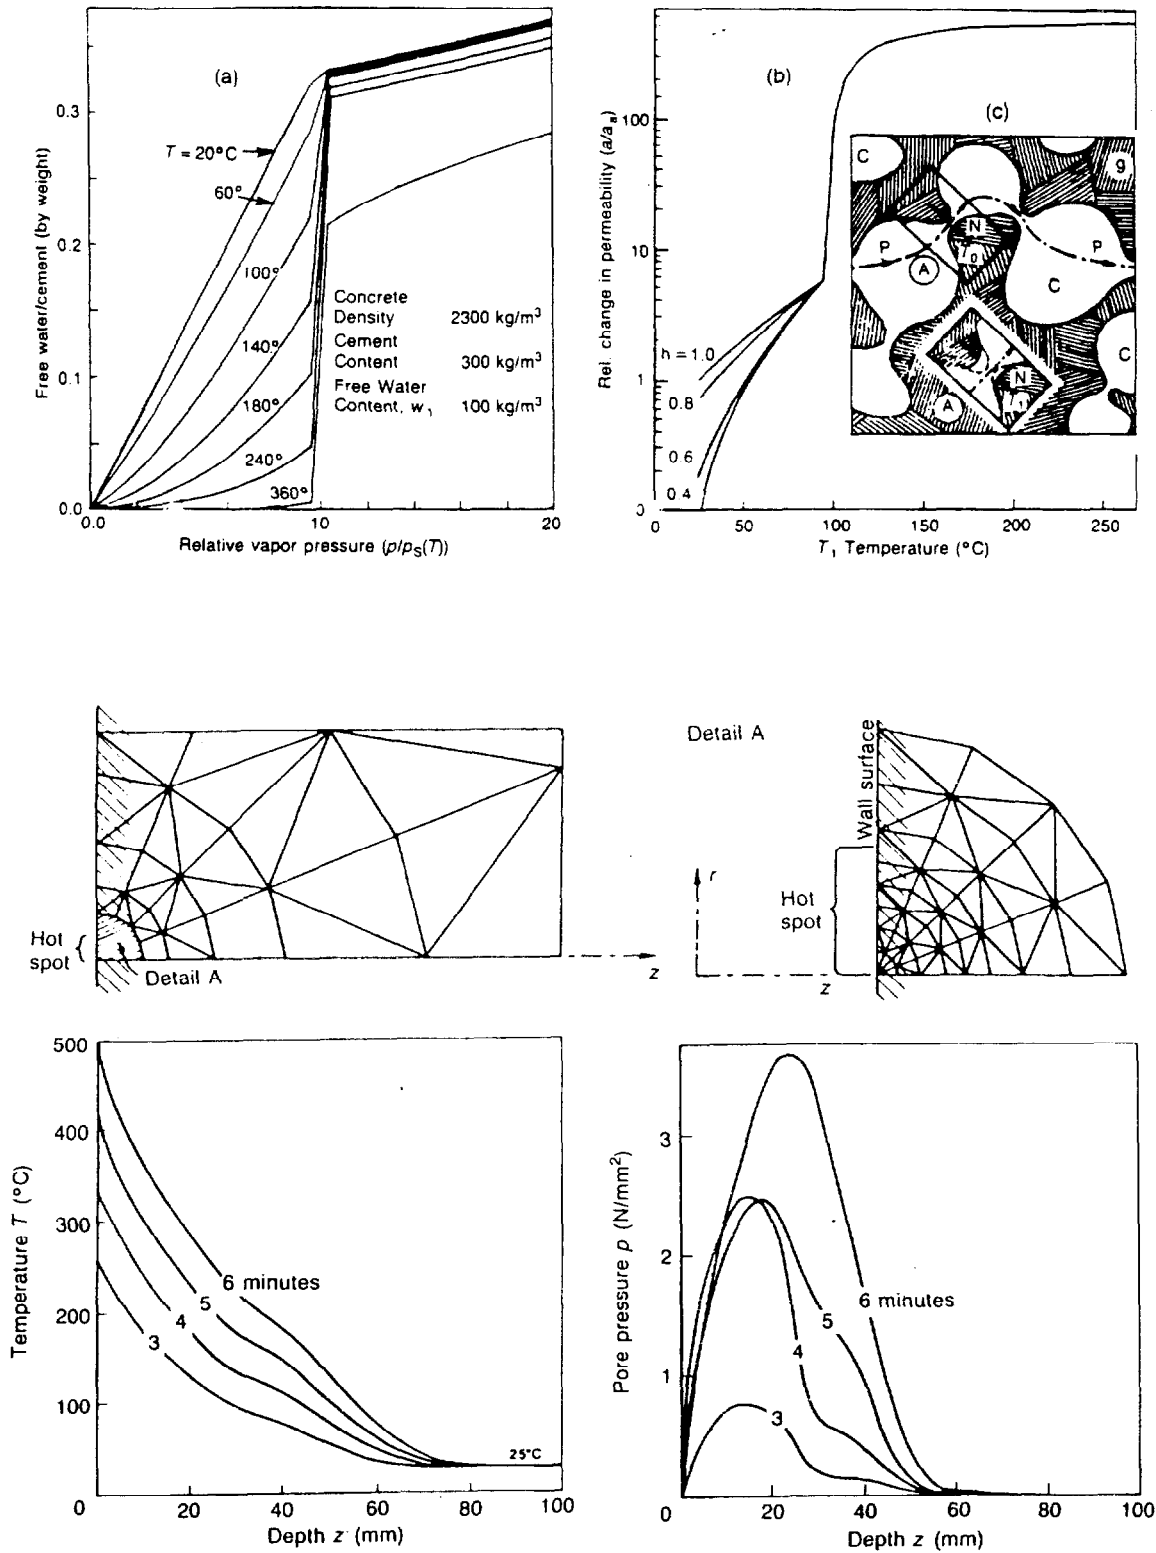 (a)
Free water/cement (by weight)
0.3
0.2
0.1
0.0
T = 20°C
60°
100°
140°
180°
240°
360°
Concrete
Density 2300 kg/m³
Cement
Content 300 kg/m³
Free Water
Content, w₁ 100 kg/m³
0.0
10
20
Relative vapor pressure (p/pₛ(T))
(b)
Rel. change in permeability (a/aₐ)
100
10
1
0
h = 1.0
0.8
0.6
0.4
0
50
100
150
200
250
T₁ Temperature (°C)
(c)
C
g
P
N
T₀
P
A
C
C
N
T₁
A
C
Hot
spot
Detail A
z
Detail A
Wall surface
r
Hot
spot
z
Temperature T (°C)
500
400
300
200
100
0
6 minutes
5
4
3
25°C
20
40
60
80
100
Depth z (mm)
Pore pressure p (N/mm²)
3
2
1
0
6 minutes
5
4
3
20
40
60
80
100
Depth z (mm)